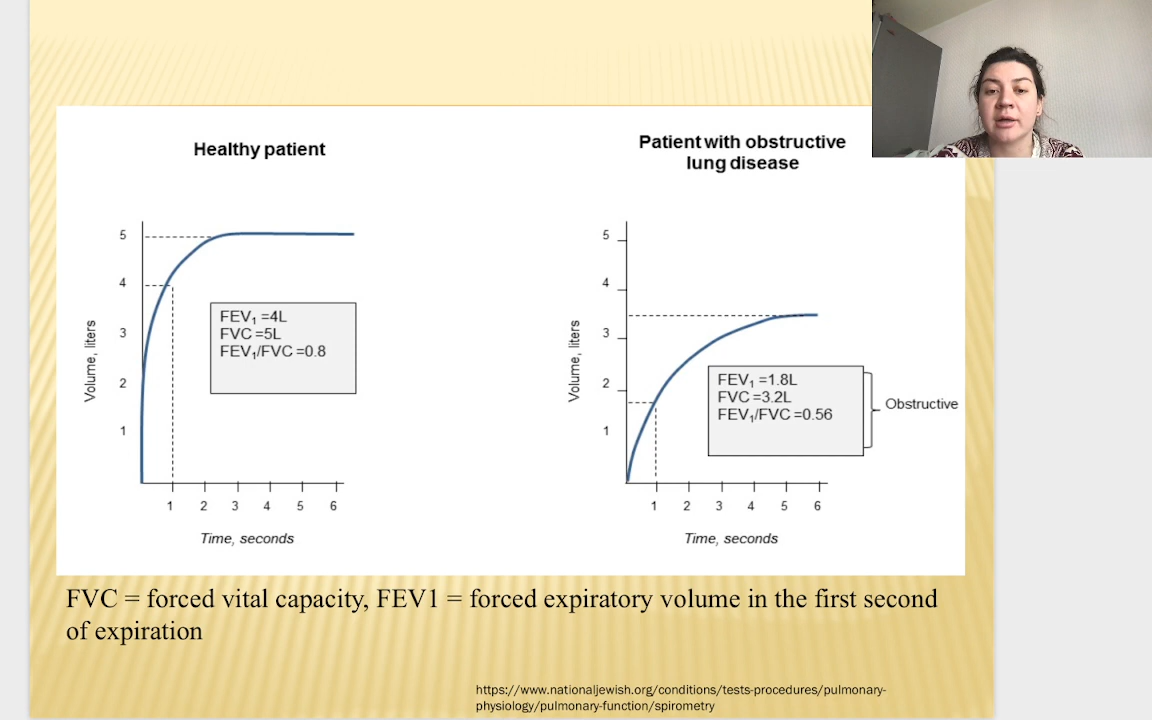 Healthy patient
Patient with obstructive
lung disease
5
4
3
2
1
Volume, liters
FEV₁ =4L
FVC =5L
FEV₁/FVC =0.8
1 2 3 4 5 6
Time, seconds
5
4
3
2
1
Volume, liters
FEV₁ =1.8L
FVC =3.2L
FEV₁/FVC =0.56
Obstructive
1 2 3 4 5 6
Time, seconds
FVC = forced vital capacity, FEV1 = forced expiratory volume in the first second
of expiration
https://www.nationaljewish.org/conditions/tests-procedures/pulmonary-
physiology/pulmonary-function/spirometry